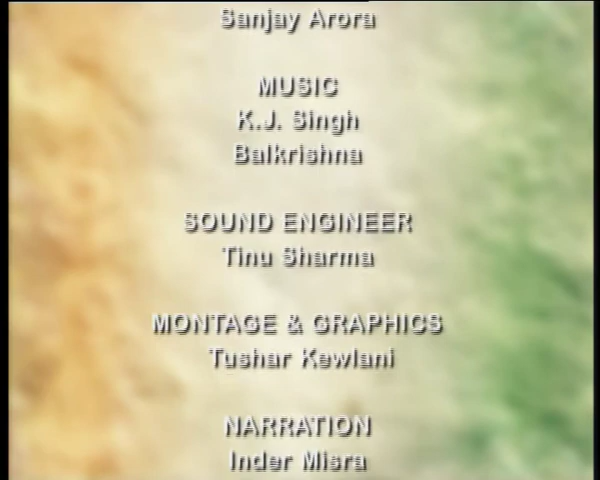 Sanjay Arora
MUSIC
K.J. Singh
Balkrishna
SOUND ENGINEER
Tinu Sharma
MONTAGE & GRAPHICS
Tushar Kewlani
NARRATION
Inder Misra